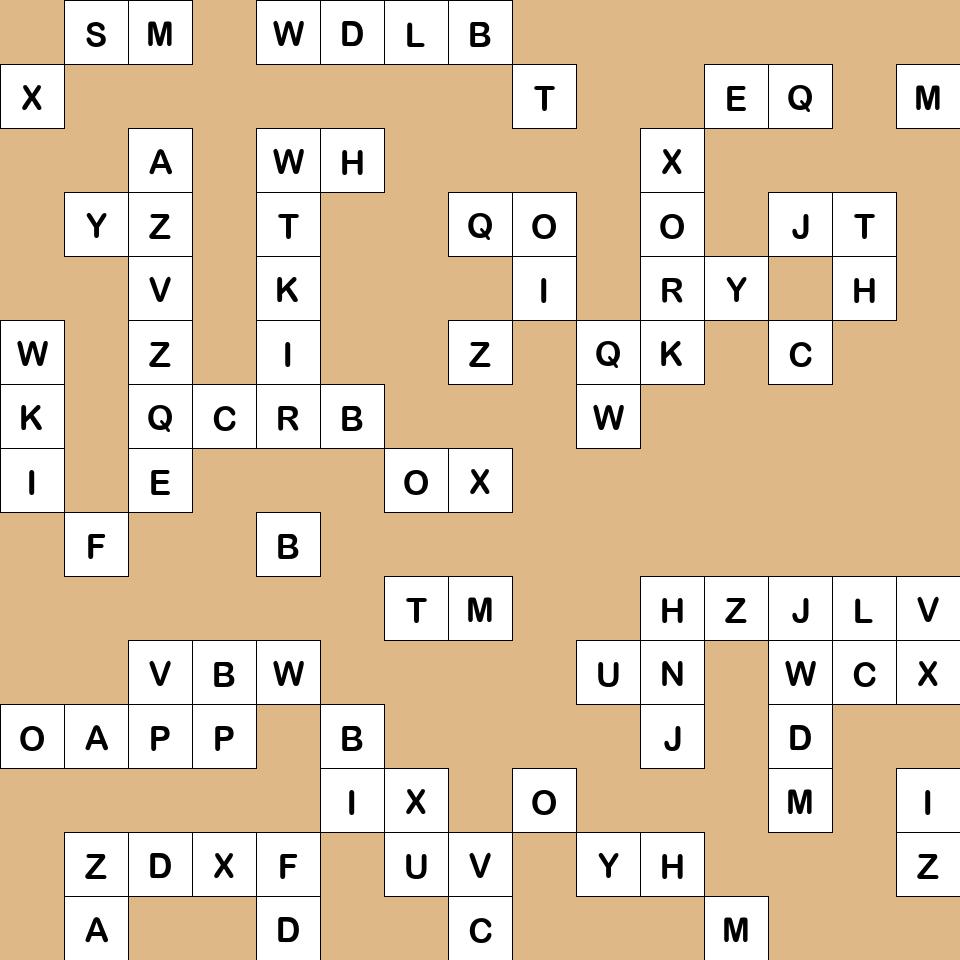 S M W D L B
X T E Q M
A W H X
Y Z T Q O O J T
V K I R Y H
W Z I Z Q K C
K Q C R B W
I E O X
F B
T M H Z J L V
V B W U N W C X
O A P P B J D
I X O M I
Z D X F U V Y H Z
A D C M